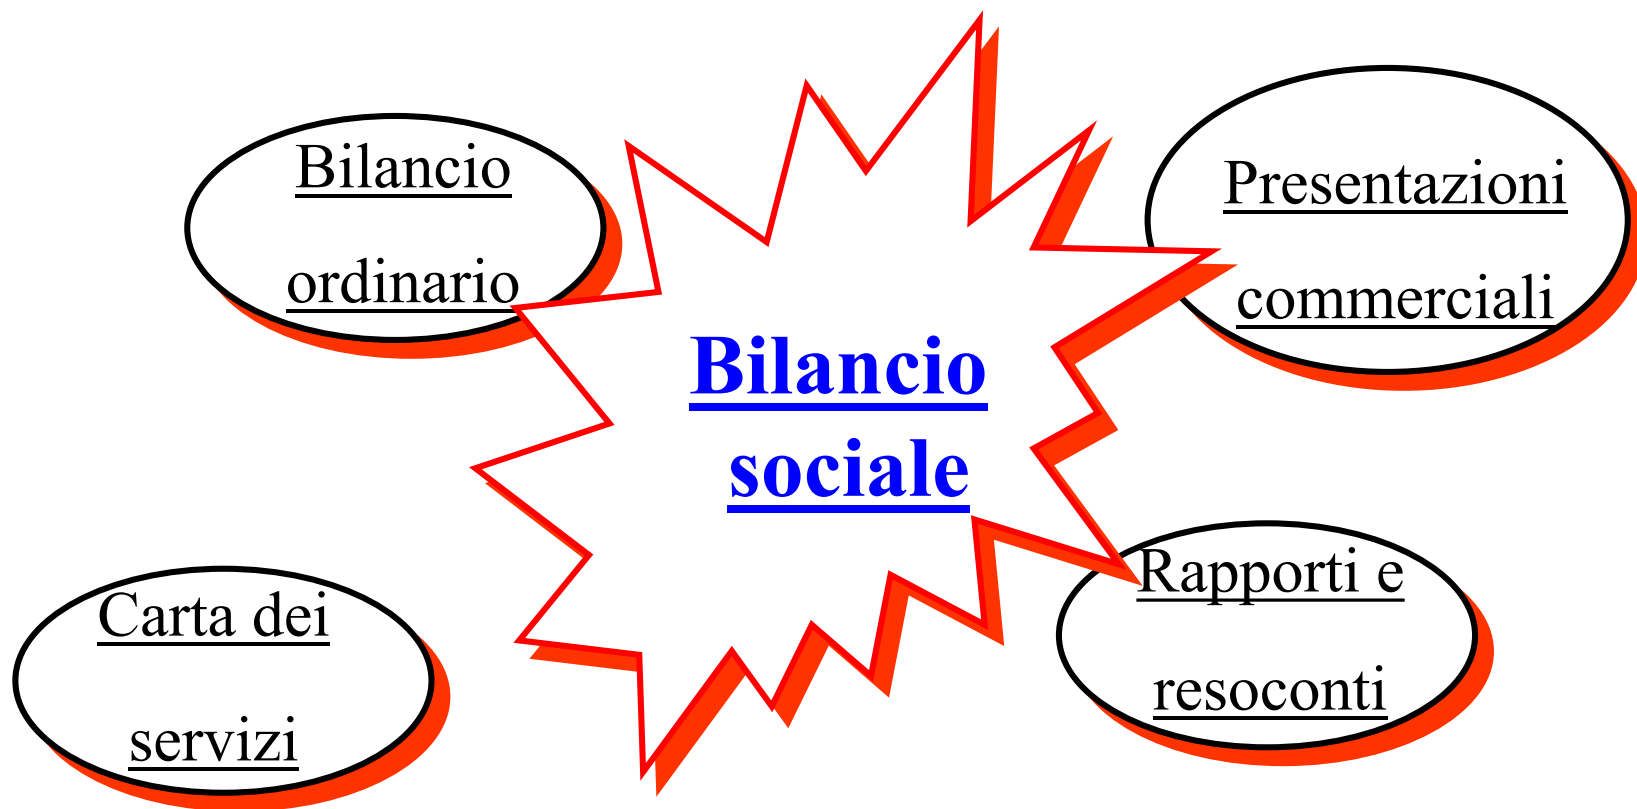 Bilancio
ordinario
Presentazioni
commerciali
Bilancio
sociale
Carta dei
servizi
Rapporti e
resoconti